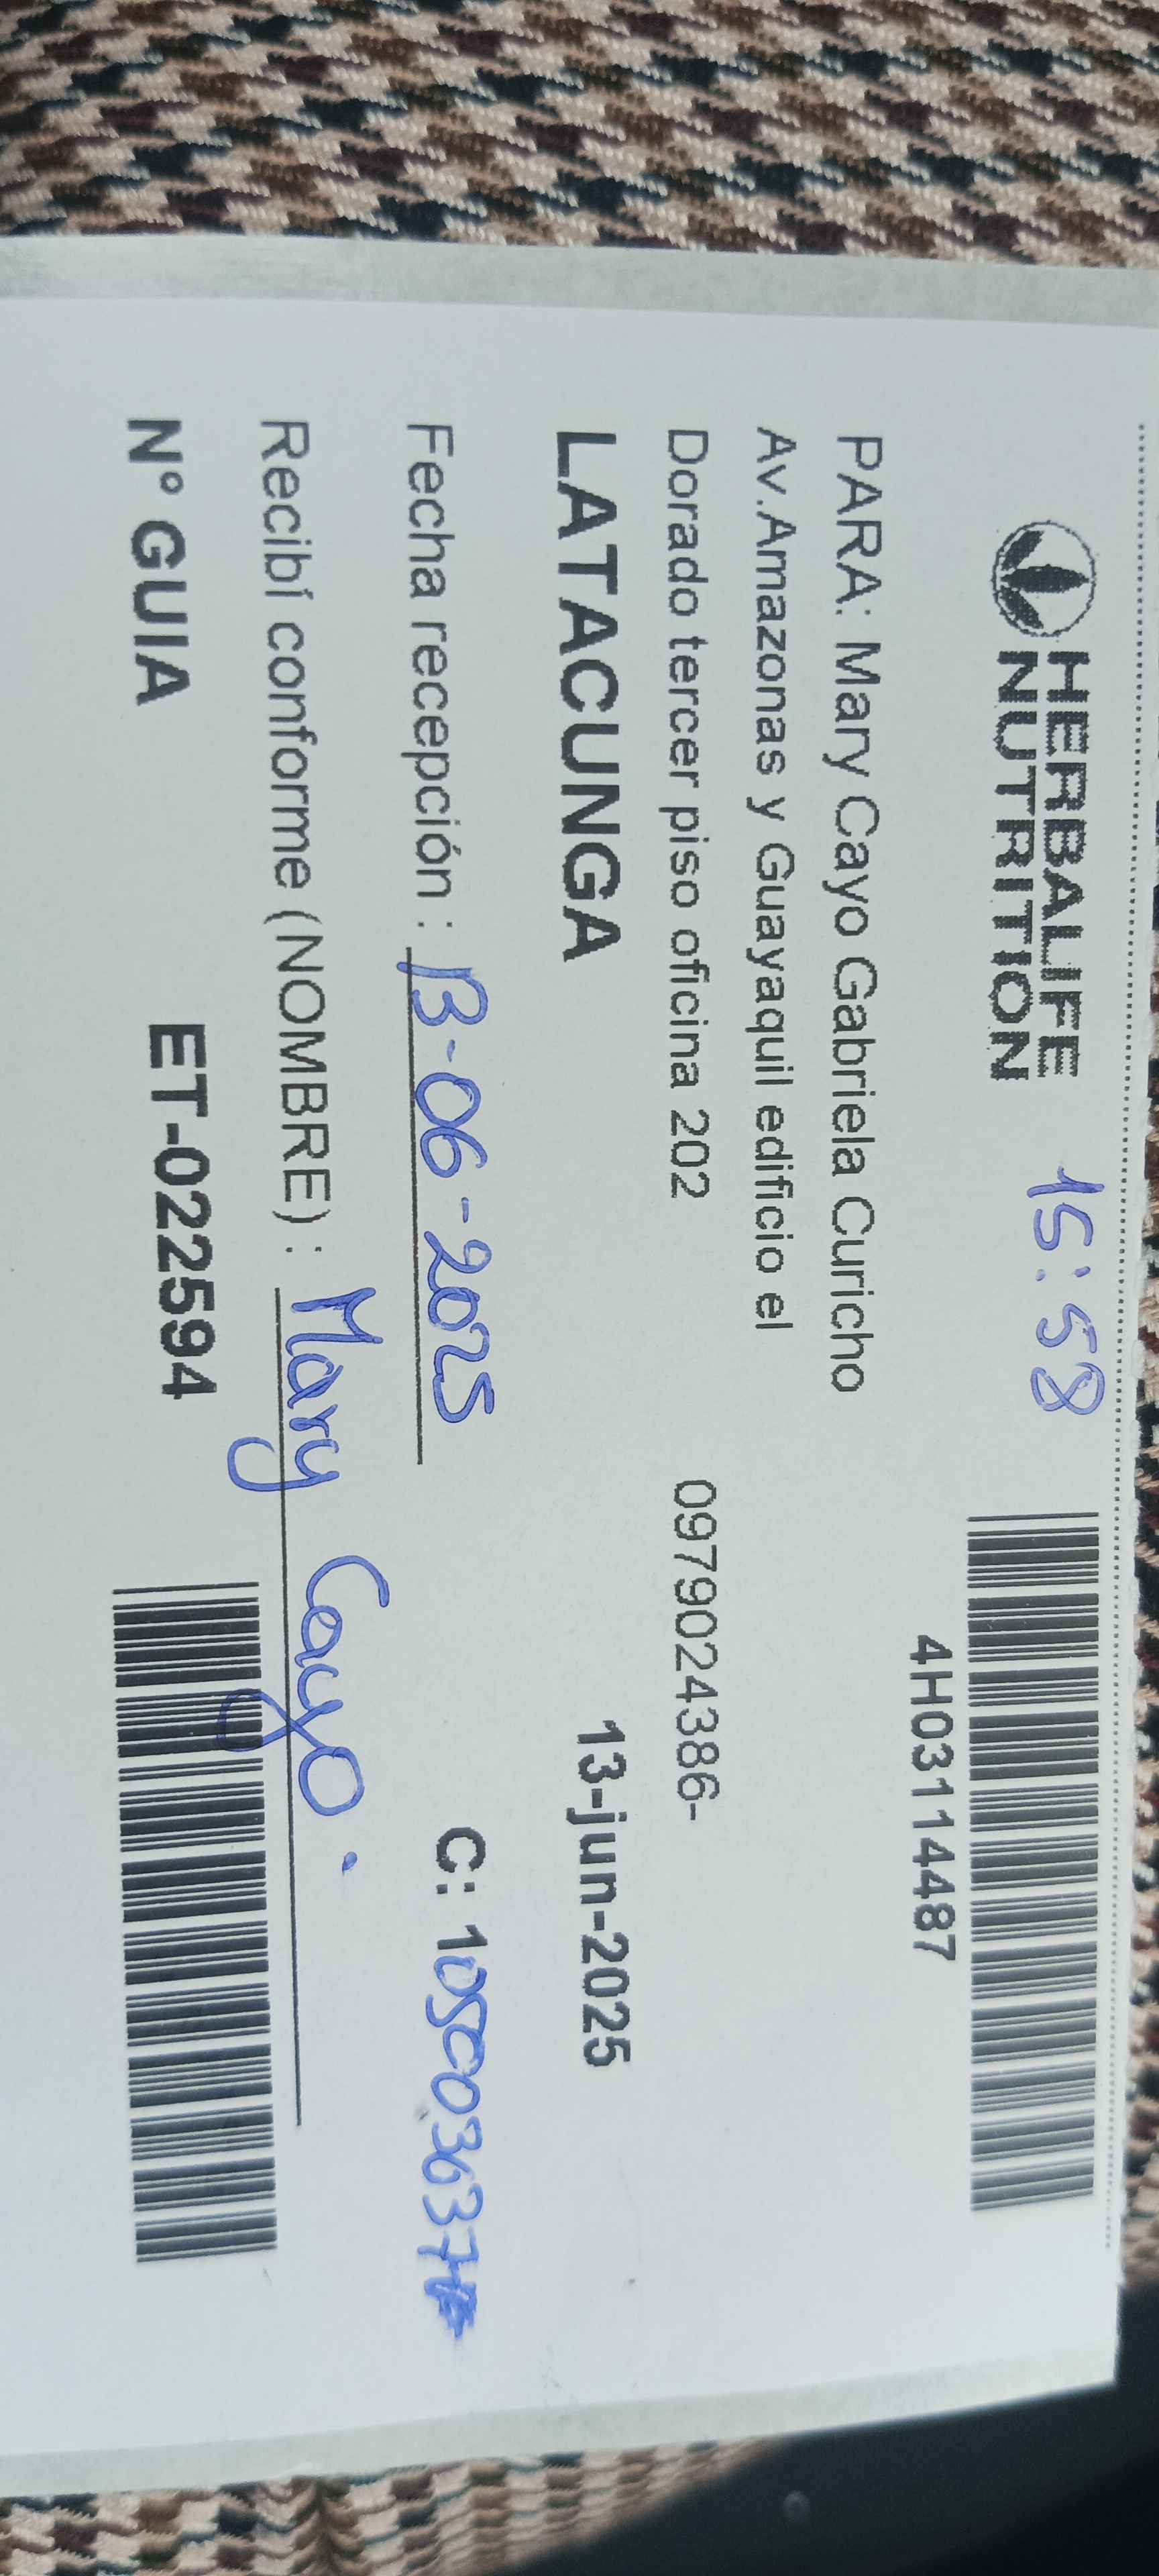 HERBALIFE
NUTRITION
15:58
4H03114487
PARA: Mary Cayo Gabriela Curicho
Av.Amazonas y Guayaquil edificio el
Dorado tercer piso oficina 202
0979024386-
LATACUNGA
13-jun-2025
Fecha recepción : 13-06-2025
C:
Recibí conforme (NOMBRE) : Mary Cayo.
N° GUIA
ET-022594